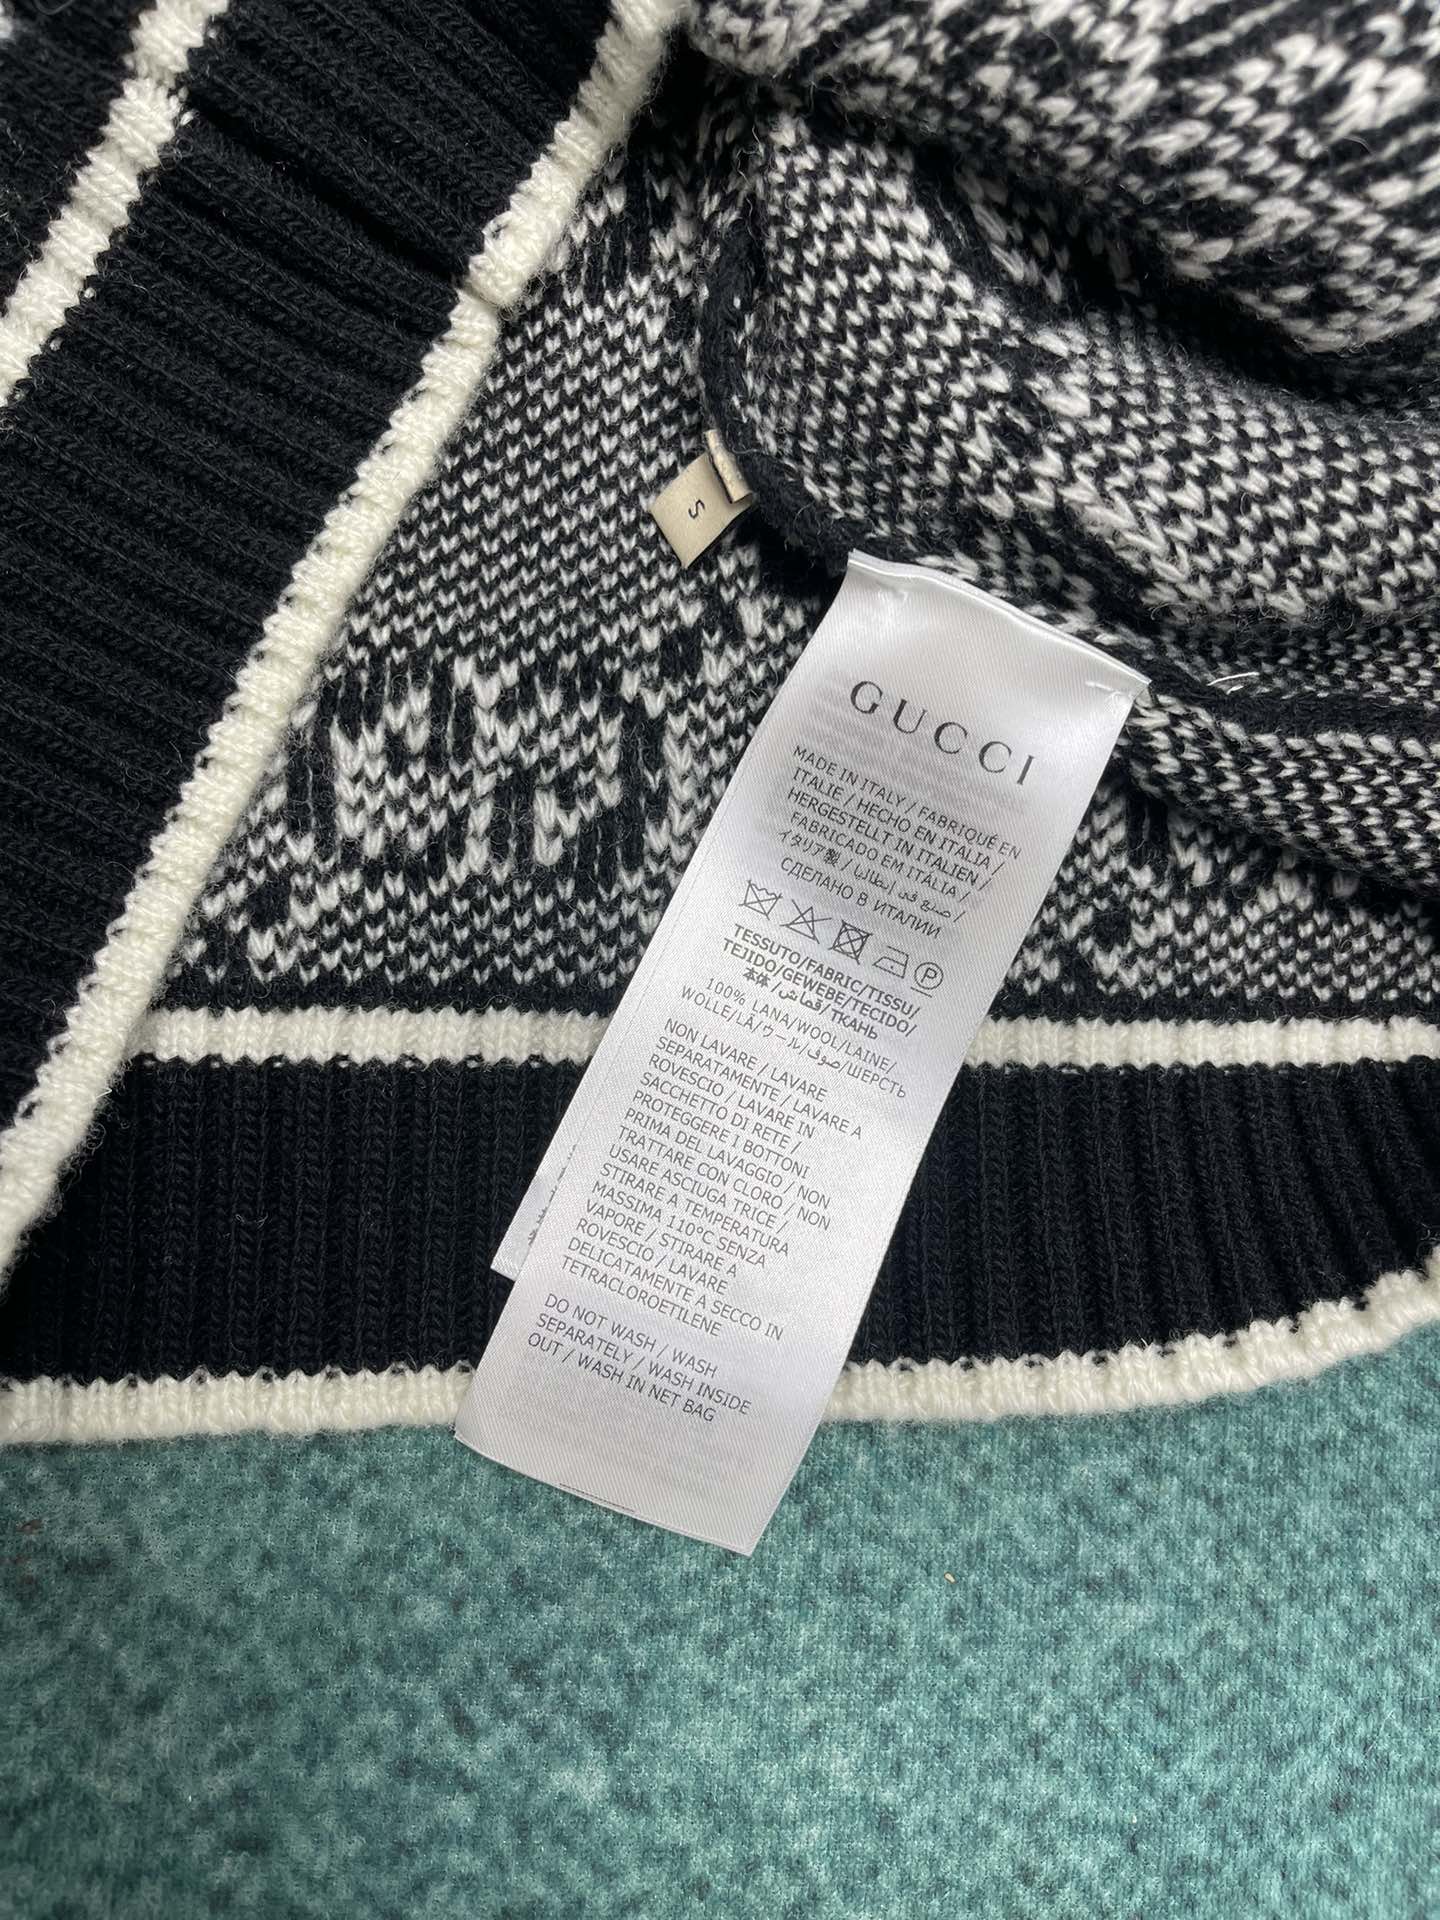 S
GUCCI
MADE IN ITALY / FABRIQUÉ EN
ITALIE / HECHO EN ITALIA /
HERGESTELLT IN ITALIEN /
FABRICADO EM ITÁLIA /
イタリア製 / صنع في إيطاليا /
СДЕЛАНО В ИТАЛИИ
P
TESSUTO/FABRIC/TISSU/
TEJIDO/GEWEBE/TECIDO/
本体/قماش/ТКАНЬ
100% LANA/WOOL/LAINE/
WOLLE/LÃ/ウール/صوف/ШЕРСТЬ
NON LAVARE / LAVARE
SEPARATAMENTE / LAVARE A
ROVESCIO / LAVARE IN
SACCHETTO DI RETE /
PROTEGGERE I BOTTONI
PRIMA DEL LAVAGGIO / NON
TRATTARE CON CLORO / NON
USARE ASCIUGA TRICE /
STIRARE A TEMPERATURA
MASSIMA 110°C SENZA
VAPORE / STIRARE A
ROVESCIO / LAVARE
DELICATAMENTE A SECCO IN
TETRACLOROETILENE
DO NOT WASH / WASH
SEPARATELY / WASH INSIDE
OUT / WASH IN NET BAG